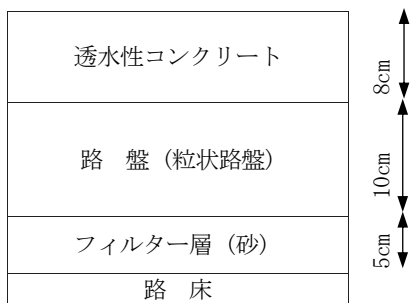 透水性コンクリート
8cm
路　盤（粒状路盤）
10cm
フィルター層（砂）
5cm
路　床